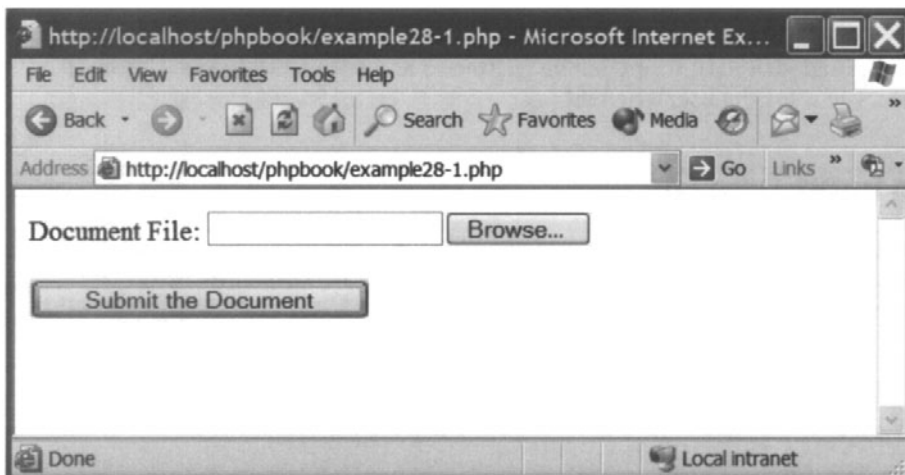 http://localhost/phpbook/example28-1.php - Microsoft Internet Ex...
File Edit View Favorites Tools Help
Back Search Favorites Media »
Address http://localhost/phpbook/example28-1.php Go Links »
Document File: Browse...
Submit the Document
Done Local intranet